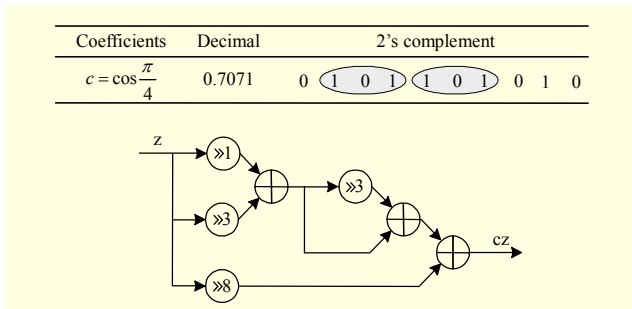 Coefficients Decimal 2's complement
c = cos π/4 0.7071 0 1 0 1 1 0 1 0 1 0
z
»1
»3
»3
»8
cz